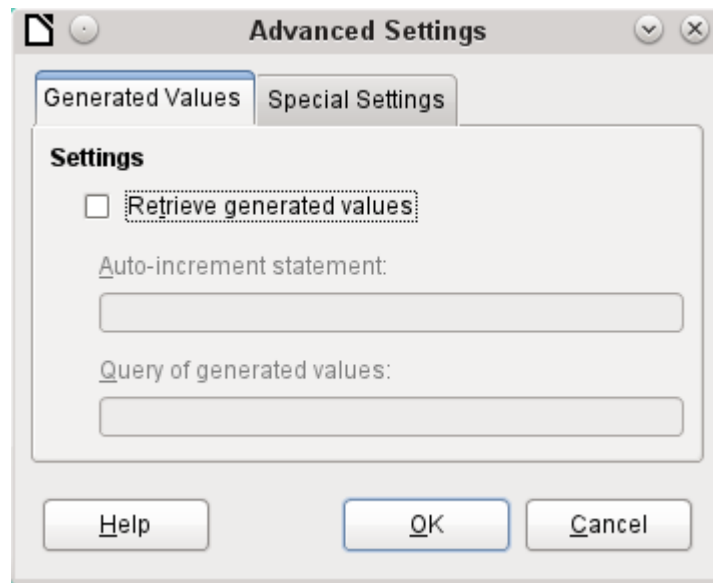 Advanced Settings
Generated Values Special Settings
Settings
Retrieve generated values
Auto-increment statement:
Query of generated values:
Help OK Cancel